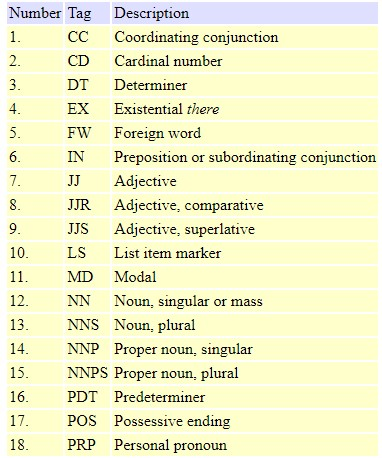 Number Tag Description
1. CC Coordinating conjunction
2. CD Cardinal number
3. DT Determiner
4. EX Existential there
5. FW Foreign word
6. IN Preposition or subordinating conjunction
7. JJ Adjective
8. JJR Adjective, comparative
9. JJS Adjective, superlative
10. LS List item marker
11. MD Modal
12. NN Noun, singular or mass
13. NNS Noun, plural
14. NNP Proper noun, singular
15. NNPS Proper noun, plural
16. PDT Predeterminer
17. POS Possessive ending
18. PRP Personal pronoun